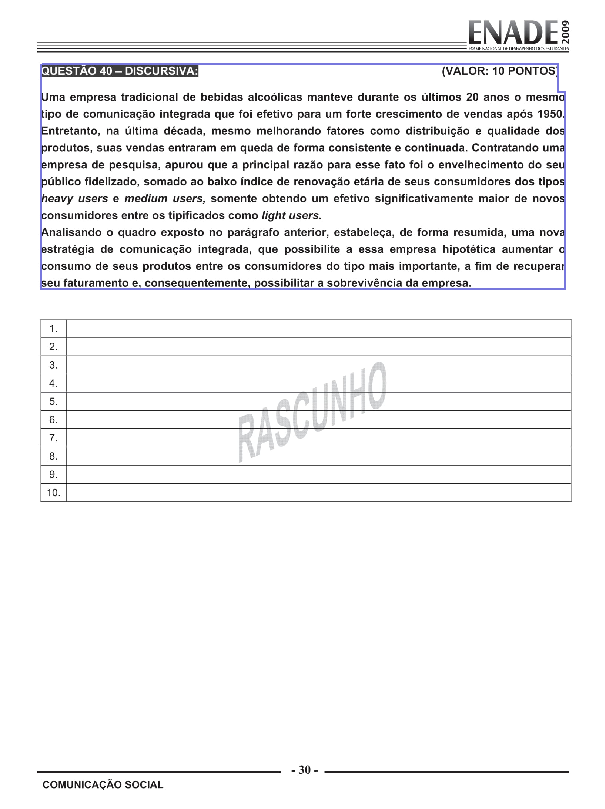 ENADE 2009
EXAME NACIONAL DE DESEMPENHO DOS ESTUDANTES
QUESTÃO 40 – DISCURSIVA: (VALOR: 10 PONTOS)
Uma empresa tradicional de bebidas alcoólicas manteve durante os últimos 20 anos o mesmo
tipo de comunicação integrada que foi efetivo para um forte crescimento de vendas após 1950.
Entretanto, na última década, mesmo melhorando fatores como distribuição e qualidade dos
produtos, suas vendas entraram em queda de forma consistente e continuada. Contratando uma
empresa de pesquisa, apurou que a principal razão para esse fato foi o envelhecimento do seu
público fidelizado, somado ao baixo índice de renovação etária de seus consumidores dos tipos
heavy users e medium users, somente obtendo um efetivo significativamente maior de novos
consumidores entre os tipificados como light users.
Analisando o quadro exposto no parágrafo anterior, estabeleça, de forma resumida, uma nova
estratégia de comunicação integrada, que possibilite a essa empresa hipotética aumentar o
consumo de seus produtos entre os consumidores do tipo mais importante, a fim de recuperar
seu faturamento e, consequentemente, possibilitar a sobrevivência da empresa.
1.
2.
3.
4.
5.
6.
7.
8.
9.
10.
RASCUNHO
- 30 -
COMUNICAÇÃO SOCIAL